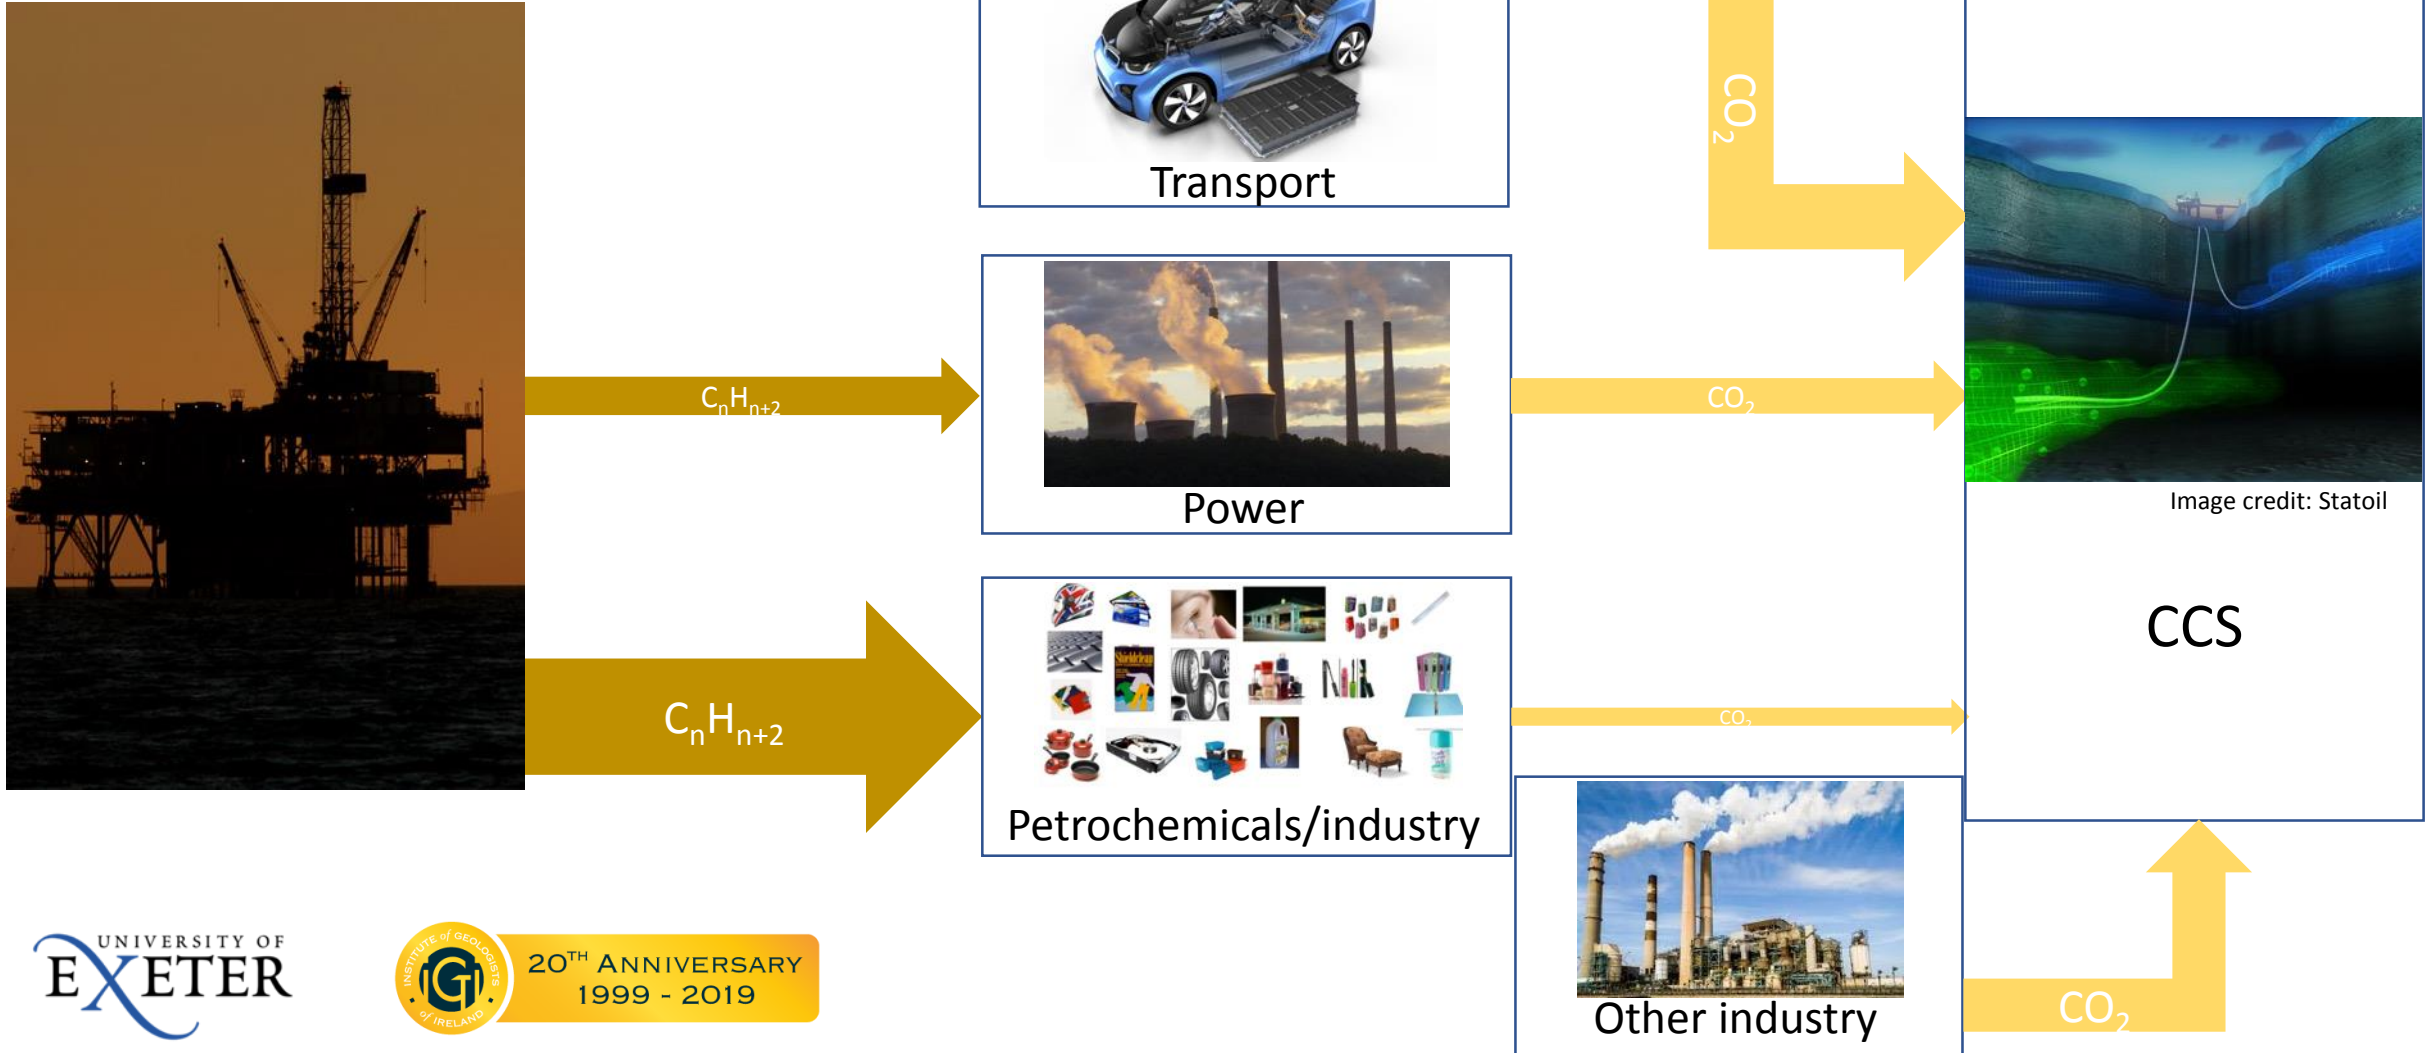 CO₂
Transport
CₙHₙ₊₂
Power
CO₂
Image credit: Statoil
CCS
CₙHₙ₊₂
Shieldcleap
Petrochemicals/industry
CO₂
Other industry
CO₂
UNIVERSITY OF
EXETER
INSTITUTE of GEOLOGISTS
of IRELAND
IGI
20TH ANNIVERSARY
1999 - 2019